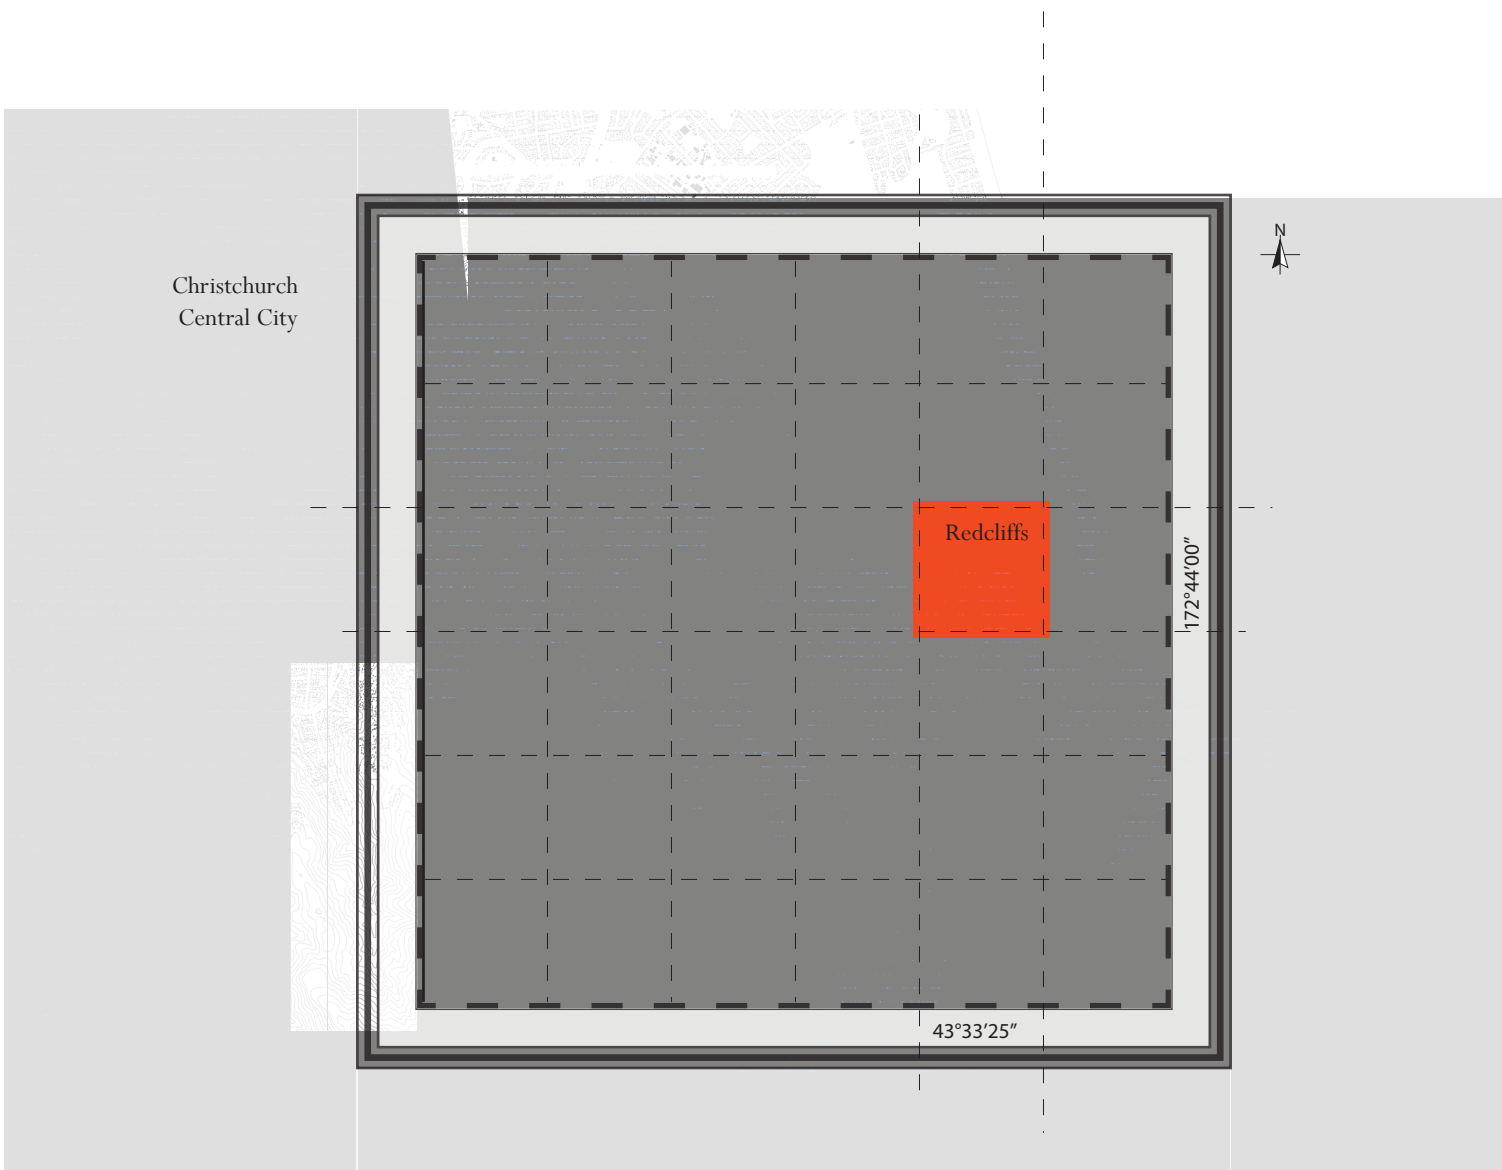 N
Christchurch
Central City
Redcliffs
172°44’00”
43°33’25”